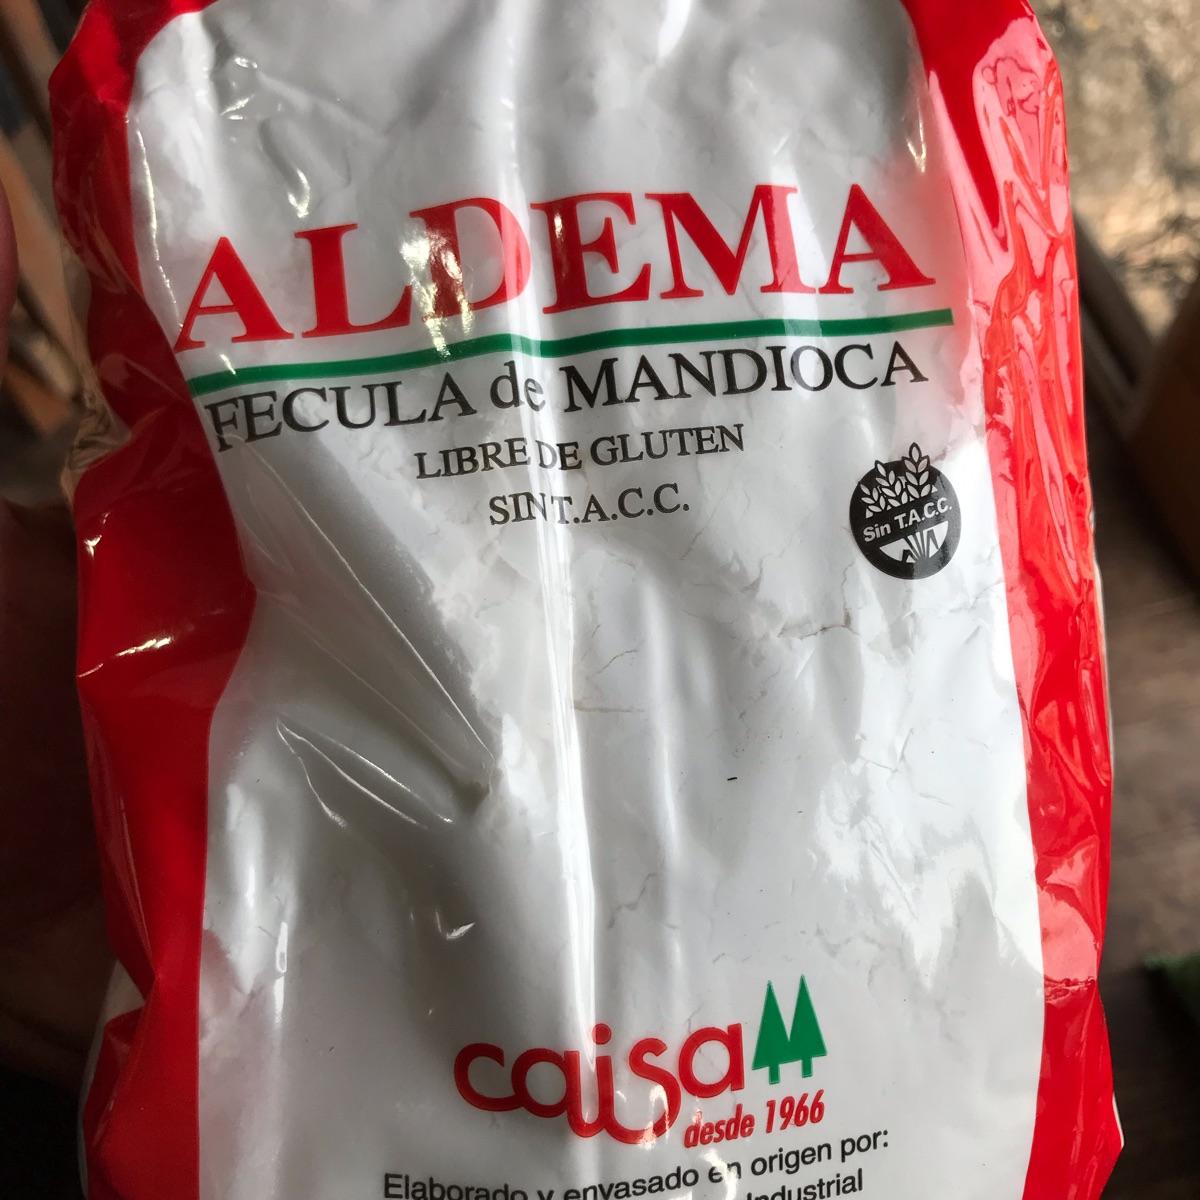 ALDEMA
FECULA de MANDIOCA
LIBRE DE GLUTEN
SIN T.A.C.C.
Sin T.A.C.C.
caisa
desde 1966
Elaborado y envasado en origen por:
Industrial